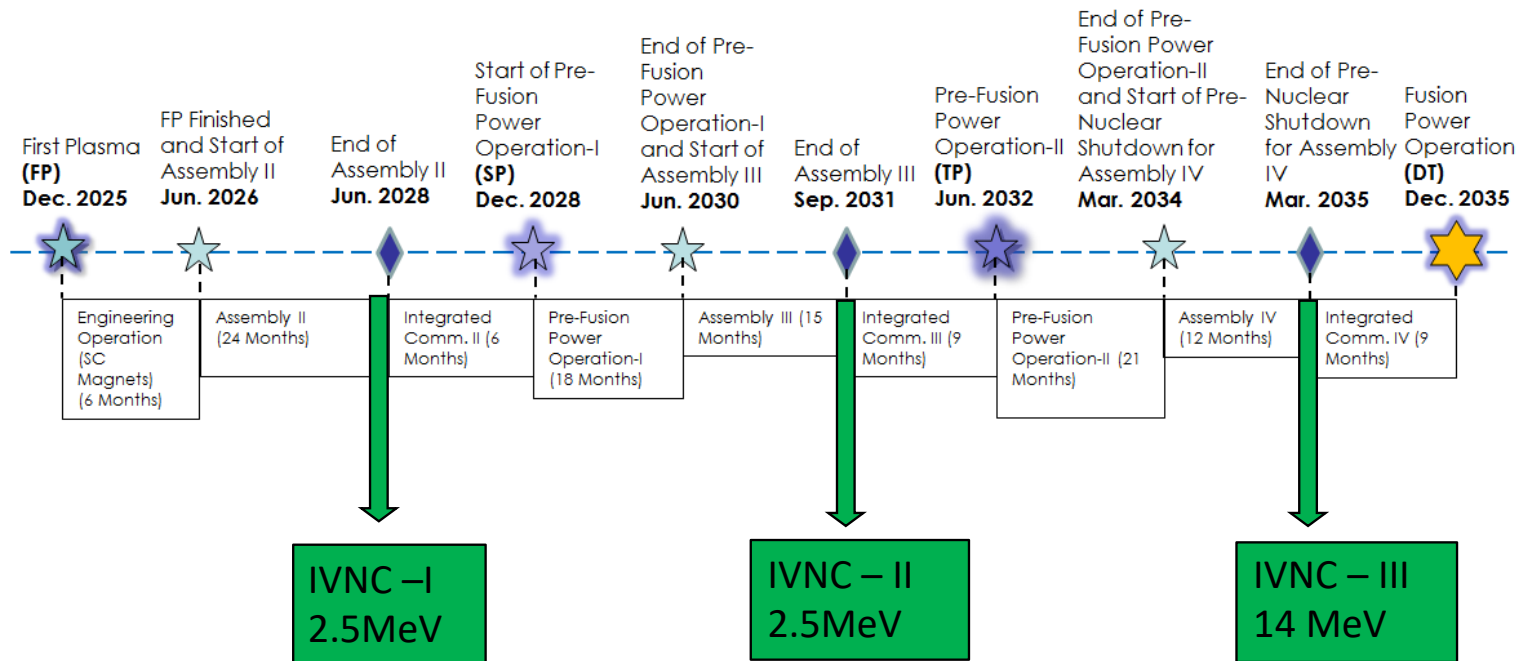 First Plasma
(FP)
Dec. 2025
FP Finished
and Start of
Assembly II
Jun. 2026
End of
Assembly II
Jun. 2028
Start of Pre-
Fusion
Power
Operation-I
(SP)
Dec. 2028
End of Pre-
Fusion
Power
Operation-I
and Start of
Assembly III
Jun. 2030
End of
Assembly III
Sep. 2031
Pre-Fusion
Power
Operation-II
(TP)
Jun. 2032
End of Pre-
Fusion Power
Operation-II
and Start of Pre-
Nuclear
Shutdown for
Assembly IV
Mar. 2034
End of Pre-
Nuclear
Shutdown
for Assembly
IV
Mar. 2035
Fusion
Power
Operation
(DT)
Dec. 2035
Engineering
Operation
(SC
Magnets)
(6 Months)
Assembly II
(24 Months)
Integrated
Comm. II (6
Months)
Pre-Fusion
Power
Operation-I
(18 Months)
Assembly III (15
Months)
Integrated
Comm. III (9
Months)
Pre-Fusion
Power
Operation-II (21
Months)
Assembly IV
(12 Months)
Integrated
Comm. IV (9
Months)
IVNC –I
2.5MeV
IVNC – II
2.5MeV
IVNC – III
14 MeV